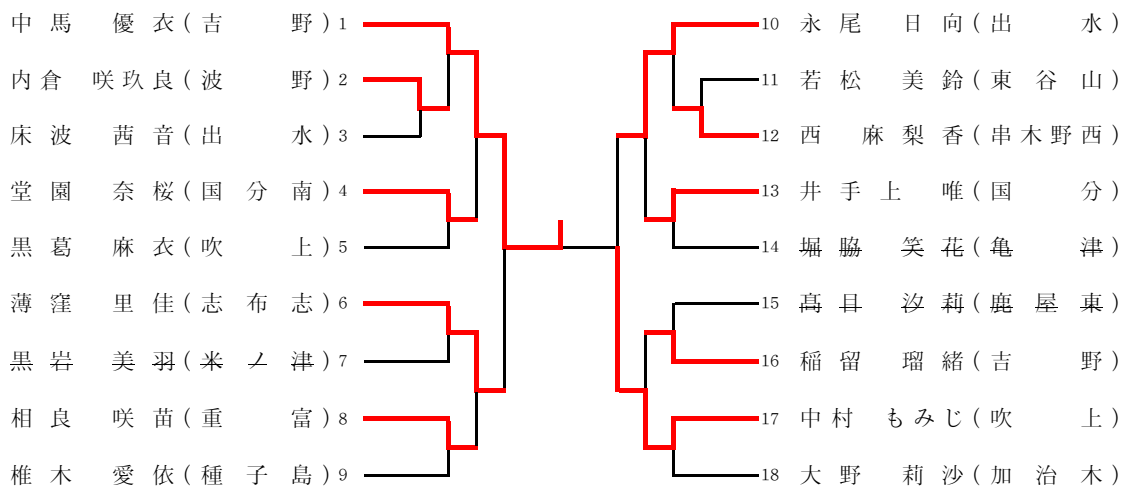 中馬 優衣(吉野) 1
内倉 咲玖良(波野) 2
床波 茜音(出水) 3
堂園 奈桜(国分南) 4
黒葛 麻衣(吹上) 5
薄窪 里佳(志布志) 6
黒岩 美羽(米ノ津) 7
相良 咲苗(重富) 8
椎木 愛依(種子島) 9
10 永尾 日向(出水)
11 若松 美鈴(東谷山)
12 西 麻梨香(串木野西)
13 井手上 唯(国分)
14 堀脇 笑花(亀津)
15 髙目 汐莉(鹿屋東)
16 稲留 瑠緒(吉野)
17 中村 もみじ(吹上)
18 大野 莉沙(加治木)